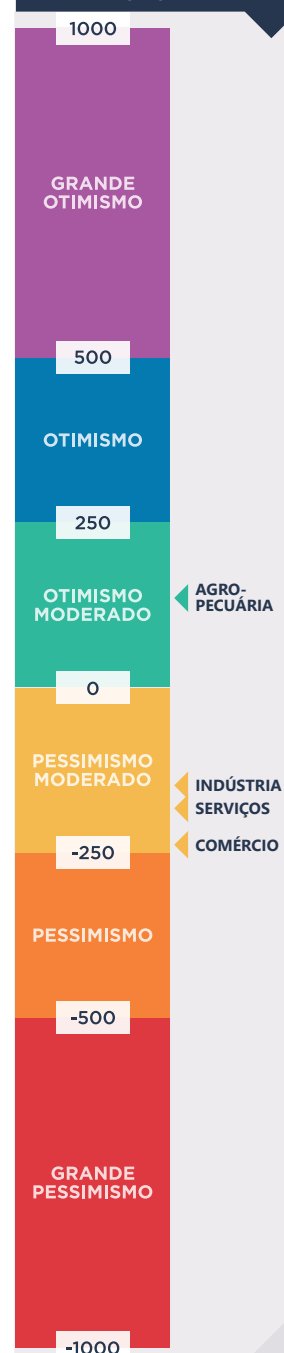 1000
GRANDE
OTIMISMO
500
OTIMISMO
250
OTIMISMO
MODERADO
AGRO-
PECUÁRIA
0
PESSIMISMO
MODERADO
INDÚSTRIA
SERVIÇOS
COMÉRCIO
-250
PESSIMISMO
-500
GRANDE
PESSIMISMO
-1000